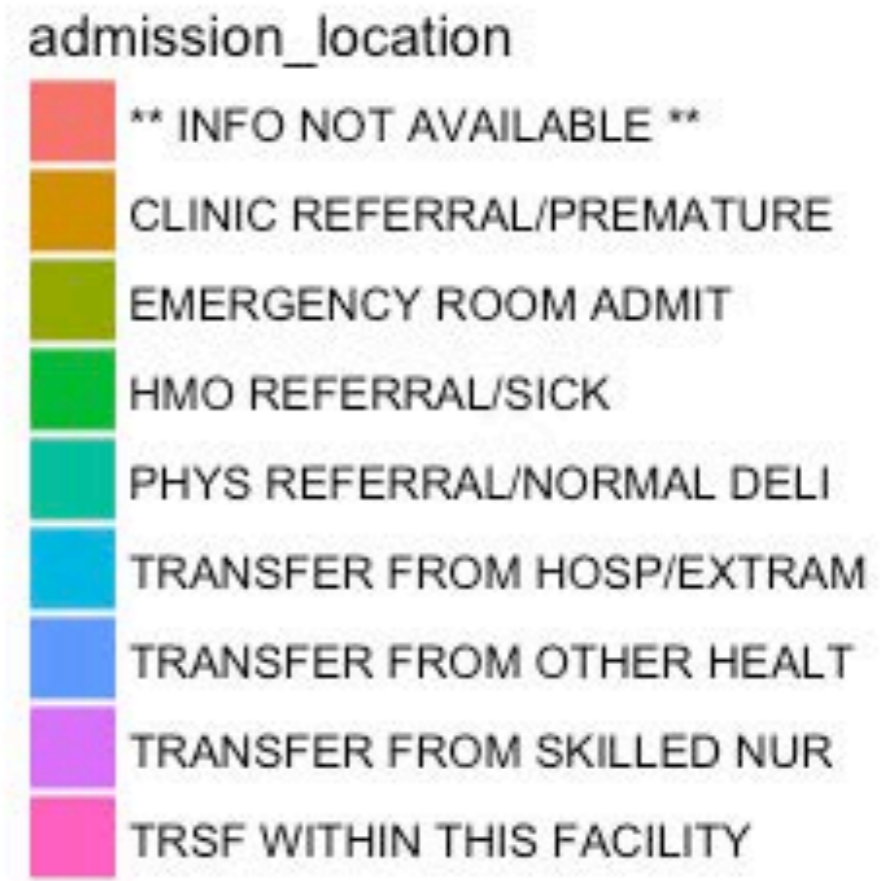 admission_location
** INFO NOT AVAILABLE **
CLINIC REFERRAL/PREMATURE
EMERGENCY ROOM ADMIT
HMO REFERRAL/SICK
PHYS REFERRAL/NORMAL DELI
TRANSFER FROM HOSP/EXTRAM
TRANSFER FROM OTHER HEALT
TRANSFER FROM SKILLED NUR
TRSF WITHIN THIS FACILITY